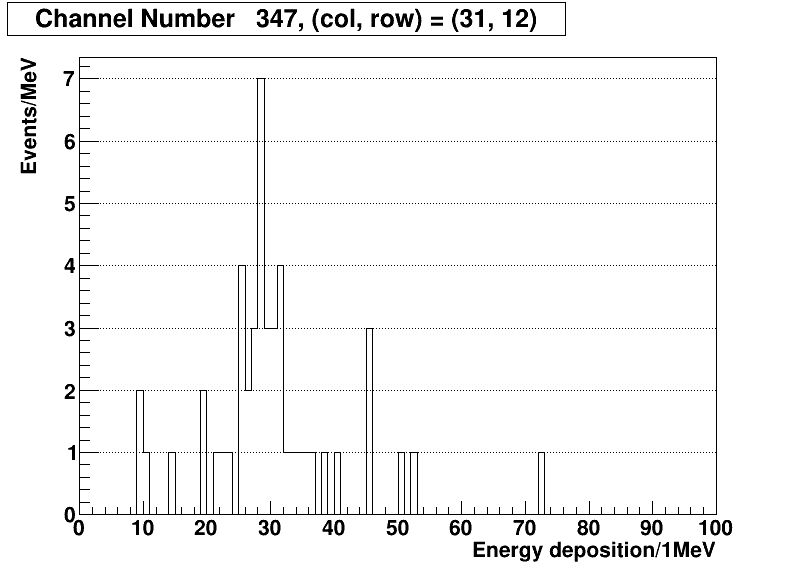 Channel Number 347, (col, row) = (31, 12)
Events/MeV
7
6
5
4
3
2
1
0
0 10 20 30 40 50 60 70 80 90 100
Energy deposition/1MeV